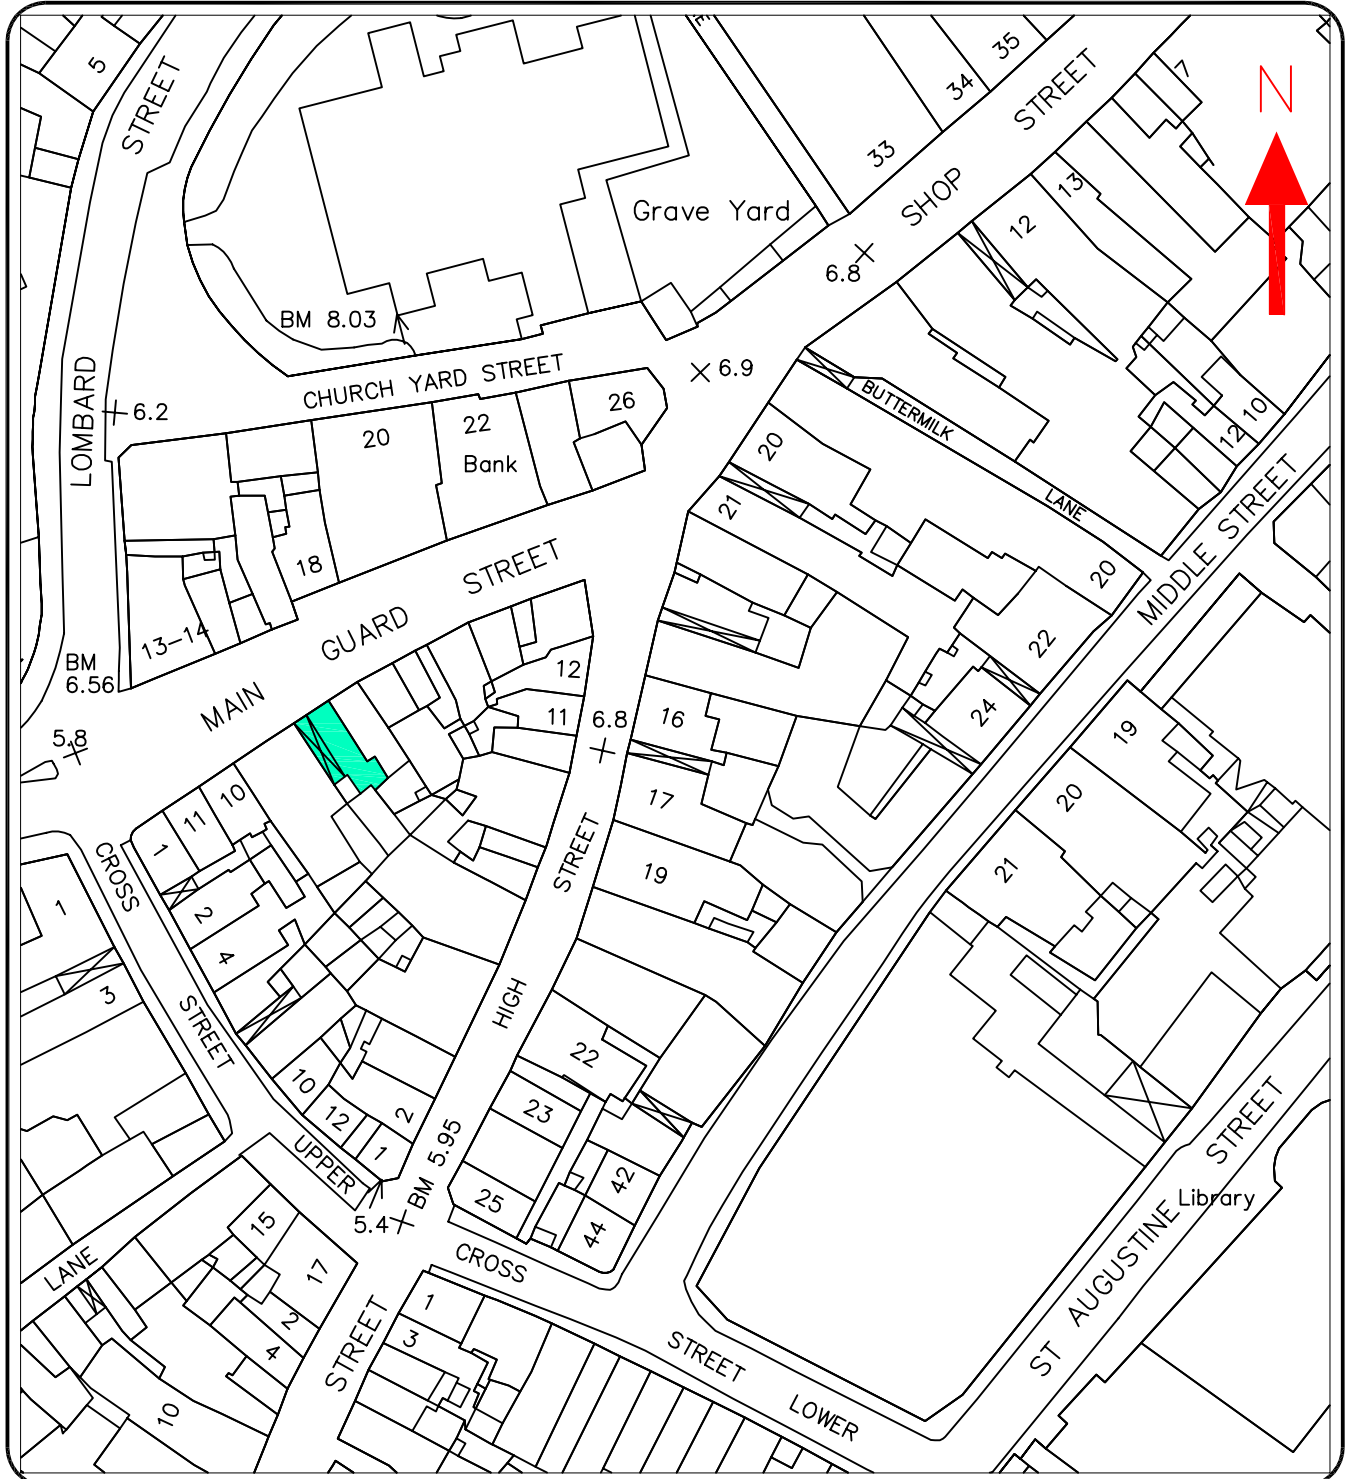 5
STREET
35
34
33
STREET
7
N
SHOP
13
12
Grave Yard
6.8
BM 8.03
6.9
CHURCH YARD STREET
LOMBARD
6.2
26
22
20
Bank
BUTTERMILK
LANE
10
12
20
21
20
MIDDLE STREET
18
STREET
GUARD
MAIN
13-14
BM
6.56
12
11
6.8
16
22
24
19
5.8
10
11
1
CROSS
2
4
17
STREET
19
20
21
1
3
STREET
HIGH
22
23
10
12
1
2
UPPER
BM 5.95
5.4
25
42
44
STREET
Library
ST AUGUSTINE
LANE
15
17
2
4
10
CROSS
1
3
STREET
STREET
LOWER